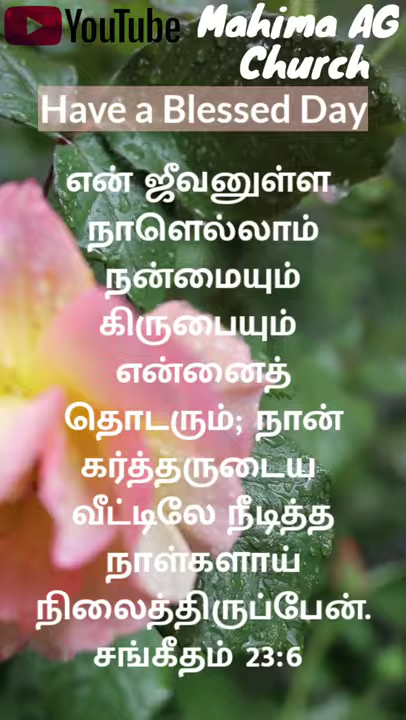 YouTube Mahima AG
Church
Have a Blessed Day
என் ஜீவனுள்ள
நாளெல்லாம்
நன்மையும்
கிருபையும்
என்னைத்
தொடரும்; நான்
கர்த்தருடைய
வீட்டிலே நீடித்த
நாள்களாய்
நிலைத்திருப்பேன்.
சங்கீதம் 23:6